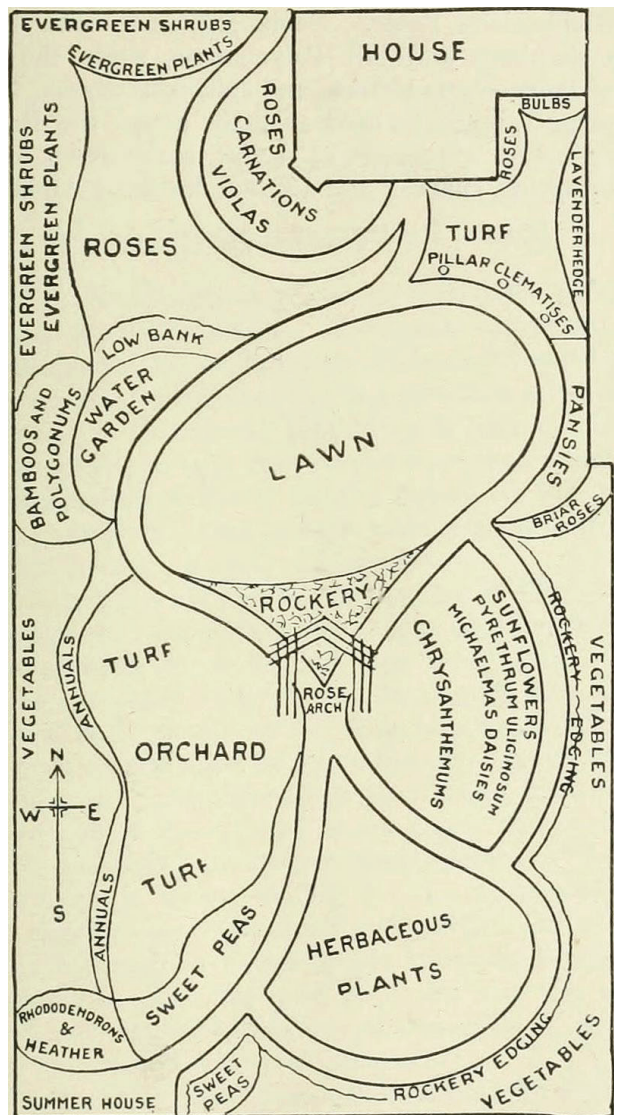 EVERGREEN SHRUBS
EVERGREEN PLANTS
HOUSE
BULBS
ROSES
CARNATIONS
VIOLAS
ROSES
LAVENDER HEDGE
TURF
PILLAR CLEMATISES
EVERGREEN SHRUBS
EVERGREEN PLANTS
ROSES
LOW BANK
WATER
GARDEN
BAMBOOS AND
POLYGONUMS
LAWN
PANSIES
BRIAR
ROSES
ROCKERY
ROSE
ARCH
ROCKERY EDGING
VEGETABLES
SUNFLOWERS
PYRETHRUM ULIGINOSUM
MICHAELMAS DAISIES
CHRYSANTHEMUMS
VEGETABLES
ANNUALS
TURF
ORCHARD
TURF
N
W E
S
ANNUALS
SWEET PEAS
HERBACEOUS
PLANTS
RHODODENDRONS
&
HEATHER
SUMMER HOUSE
SWEET
PEAS
ROCKERY EDGING
VEGETABLES